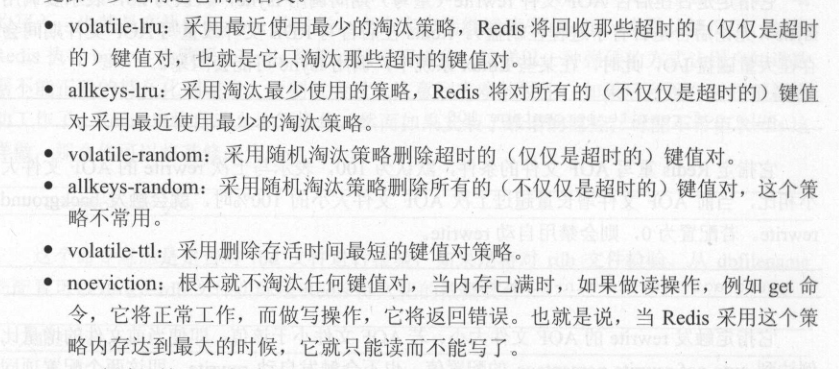 ● volatile-lru：采用最近使用最少的淘汰策略，Redis 将回收那些超时的（仅仅是超时
的）键值对，也就是它只淘汰那些超时的键值对。
● allkeys-lru：采用淘汰最少使用的策略，Redis 将对所有的（不仅仅是超时的）键值
对采用最近使用最少的淘汰策略。
● volatile-random：采用随机淘汰策略删除超时的（仅仅是超时的）键值对。
● allkeys-random：采用随机淘汰策略删除所有的（不仅仅是超时的）键值对，这个策
略不常用。
● volatile-ttl：采用删除存活时间最短的键值对策略。
● noeviction：根本就不淘汰任何键值对，当内存已满时，如果做读操作，例如 get 命
令，它将正常工作，而做写操作，它将返回错误。也就是说，当 Redis 采用这个策
略内存达到最大的时候，它就只能读而不能写了。